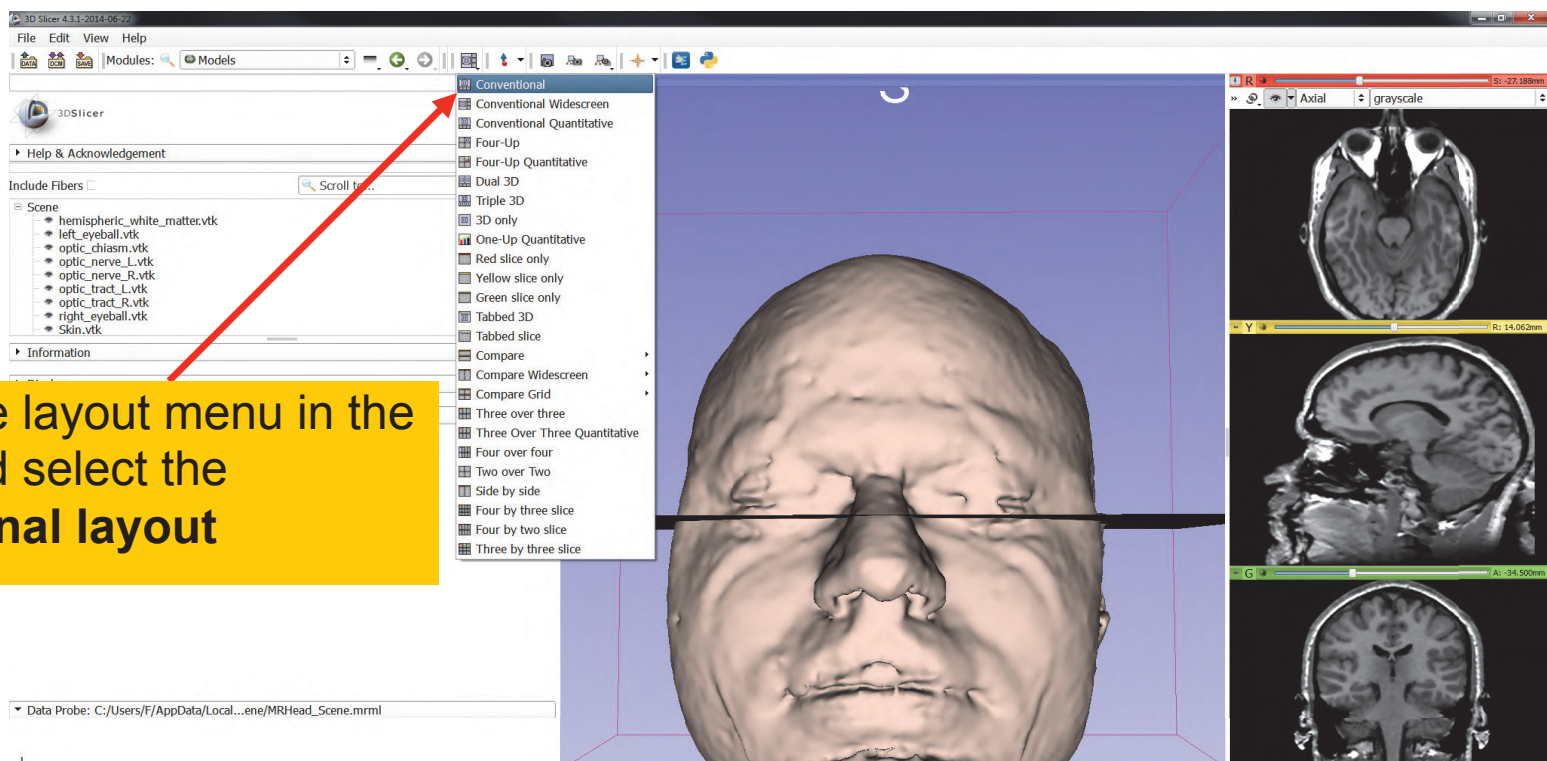 3D Slicer 4.3.1-2014-06-22
File Edit View Help
DATA DCM SAVE Modules: Models
3DSlicer
Help & Acknowledgement
Include Fibers Scroll to...
Scene
hemispheric_white_matter.vtk
left_eyeball.vtk
optic_chiasm.vtk
optic_nerve_L.vtk
optic_nerve_R.vtk
optic_tract_L.vtk
optic_tract_R.vtk
right_eyeball.vtk
Skin.vtk
Information
layout menu in the
select the
layout
Data Probe: C:/Users/F/AppData/Local...ene/MRHead_Scene.mrml
Conventional
Conventional Widescreen
Conventional Quantitative
Four-Up
Four-Up Quantitative
Dual 3D
Triple 3D
3D only
One-Up Quantitative
Red slice only
Yellow slice only
Green slice only
Tabbed 3D
Tabbed slice
Compare
Compare Widescreen
Compare Grid
Three over three
Three Over Three Quantitative
Four over four
Two over Two
Side by side
Four by three slice
Four by two slice
Three by three slice
R S: -27.188mm
» Axial grayscale
Y R: 14.062mm
G A: -34.500mm